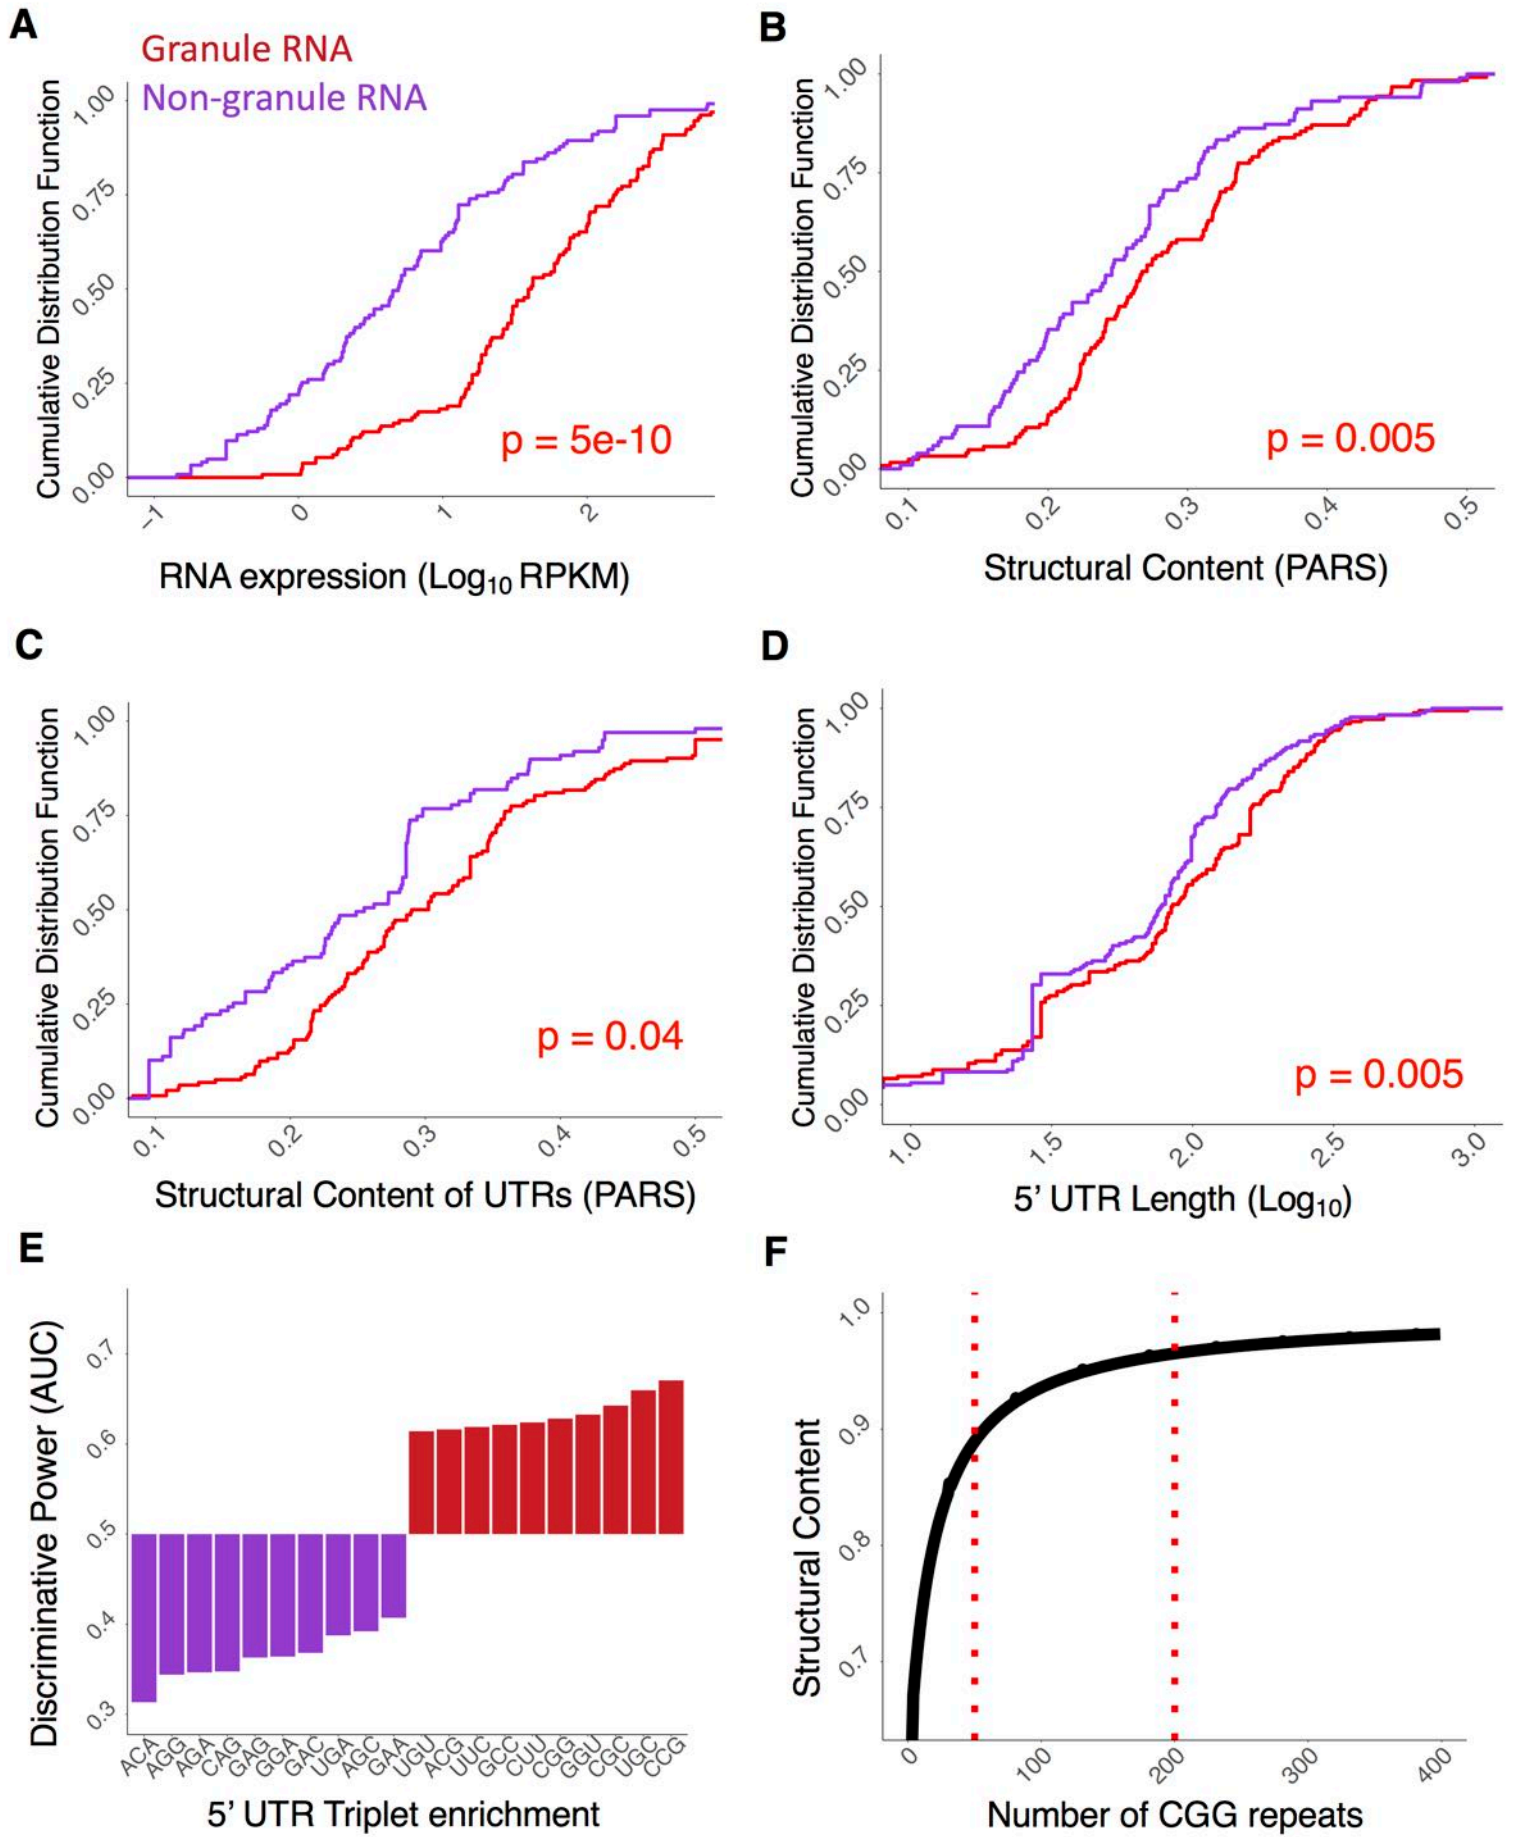 A
Granule RNA
Non-granule RNA
Cumulative Distribution Function
1.00
0.75
0.50
0.25
0.00
−1
0
1
2
p = 5e-10
RNA expression (Log10 RPKM)
B
Cumulative Distribution Function
1.00
0.75
0.50
0.25
0.00
0.1
0.2
0.3
0.4
0.5
p = 0.005
Structural Content (PARS)
C
Cumulative Distribution Function
1.00
0.75
0.50
0.25
0.00
0.1
0.2
0.3
0.4
0.5
p = 0.04
Structural Content of UTRs (PARS)
D
Cumulative Distribution Function
1.00
0.75
0.50
0.25
0.00
1.0
1.5
2.0
2.5
3.0
p = 0.005
5’ UTR Length (Log10)
E
Discriminative Power (AUC)
0.7
0.6
0.5
0.4
0.3
ACA
AGG
AGA
CAG
GAG
GGA
GAC
UGA
AGC
GAA
UGU
ACG
UUC
GCC
CUU
CGG
GGU
CGC
UGC
CCG
5’ UTR Triplet enrichment
F
Structural Content
1.0
0.9
0.8
0.7
0
100
200
300
400
Number of CGG repeats